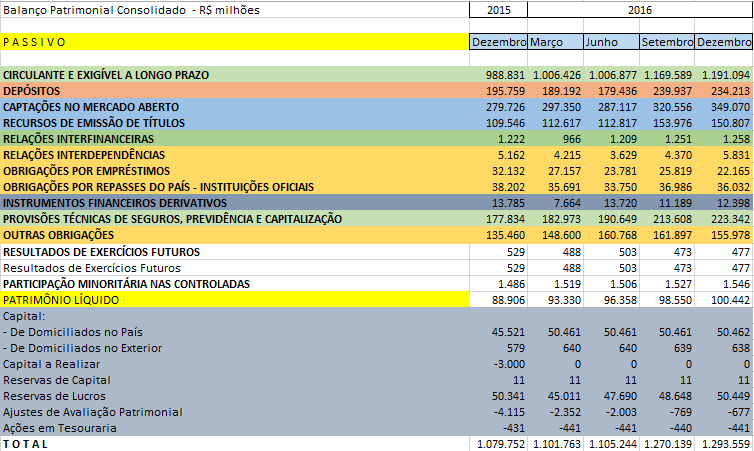 Balanço Patrimonial Consolidado - R$ milhões 2015 2016
P A S S I V O Dezembro Março Junho Setembro Dezembro
CIRCULANTE E EXIGÍVEL A LONGO PRAZO 988.831 1.006.426 1.006.877 1.169.589 1.191.094
DEPÓSITOS 195.759 189.192 179.436 239.937 234.213
CAPTAÇÕES NO MERCADO ABERTO 279.726 297.350 287.117 320.556 349.070
RECURSOS DE EMISSÃO DE TÍTULOS 109.546 112.617 112.817 153.976 150.807
RELAÇÕES INTERFINANCEIRAS 1.222 966 1.209 1.251 1.258
RELAÇÕES INTERDEPENDÊNCIAS 5.162 4.215 3.629 4.370 5.831
OBRIGAÇÕES POR EMPRÉSTIMOS 32.132 27.157 23.781 25.819 22.165
OBRIGAÇÕES POR REPASSES DO PAÍS - INSTITUIÇÕES OFICIAIS 38.202 35.691 33.750 36.986 36.032
INSTRUMENTOS FINANCEIROS DERIVATIVOS 13.785 7.664 13.720 11.189 12.398
PROVISÕES TÉCNICAS DE SEGUROS, PREVIDÊNCIA E CAPITALIZAÇÃO 177.834 182.973 190.649 213.608 223.342
OUTRAS OBRIGAÇÕES 135.460 148.600 160.768 161.897 155.978
RESULTADOS DE EXERCÍCIOS FUTUROS 529 488 503 473 477
Resultados de Exercícios Futuros 529 488 503 473 477
PARTICIPAÇÃO MINORITÁRIA NAS CONTROLADAS 1.486 1.519 1.506 1.527 1.546
PATRIMÔNIO LÍQUIDO 88.906 93.330 96.358 98.550 100.442
Capital:
- De Domiciliados no País 45.521 50.461 50.461 50.461 50.462
- De Domiciliados no Exterior 579 640 640 639 638
Capital a Realizar -3.000 0 0 0 0
Reservas de Capital 11 11 11 11 11
Reservas de Lucros 50.341 45.011 47.690 48.648 50.449
Ajustes de Avaliação Patrimonial -4.115 -2.352 -2.003 -769 -677
Ações em Tesouraria -431 -441 -441 -440 -441
T O T A L 1.079.752 1.101.763 1.105.244 1.270.139 1.293.559